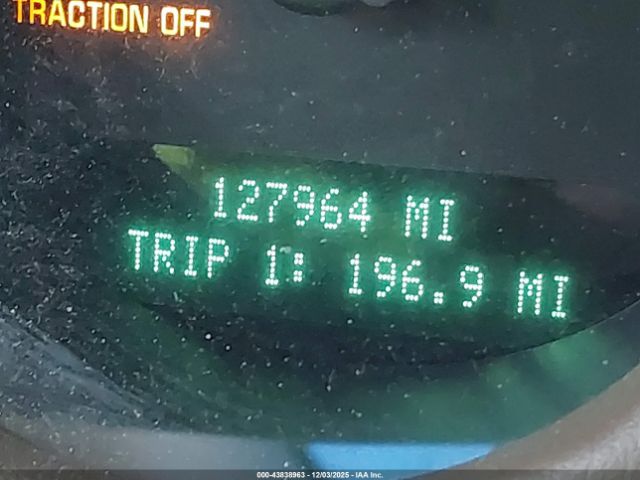 TRACTION OFF
127964 MI
TRIP 1: 196.9 MI
000-43838963 - 12/03/2025 - IAA Inc.